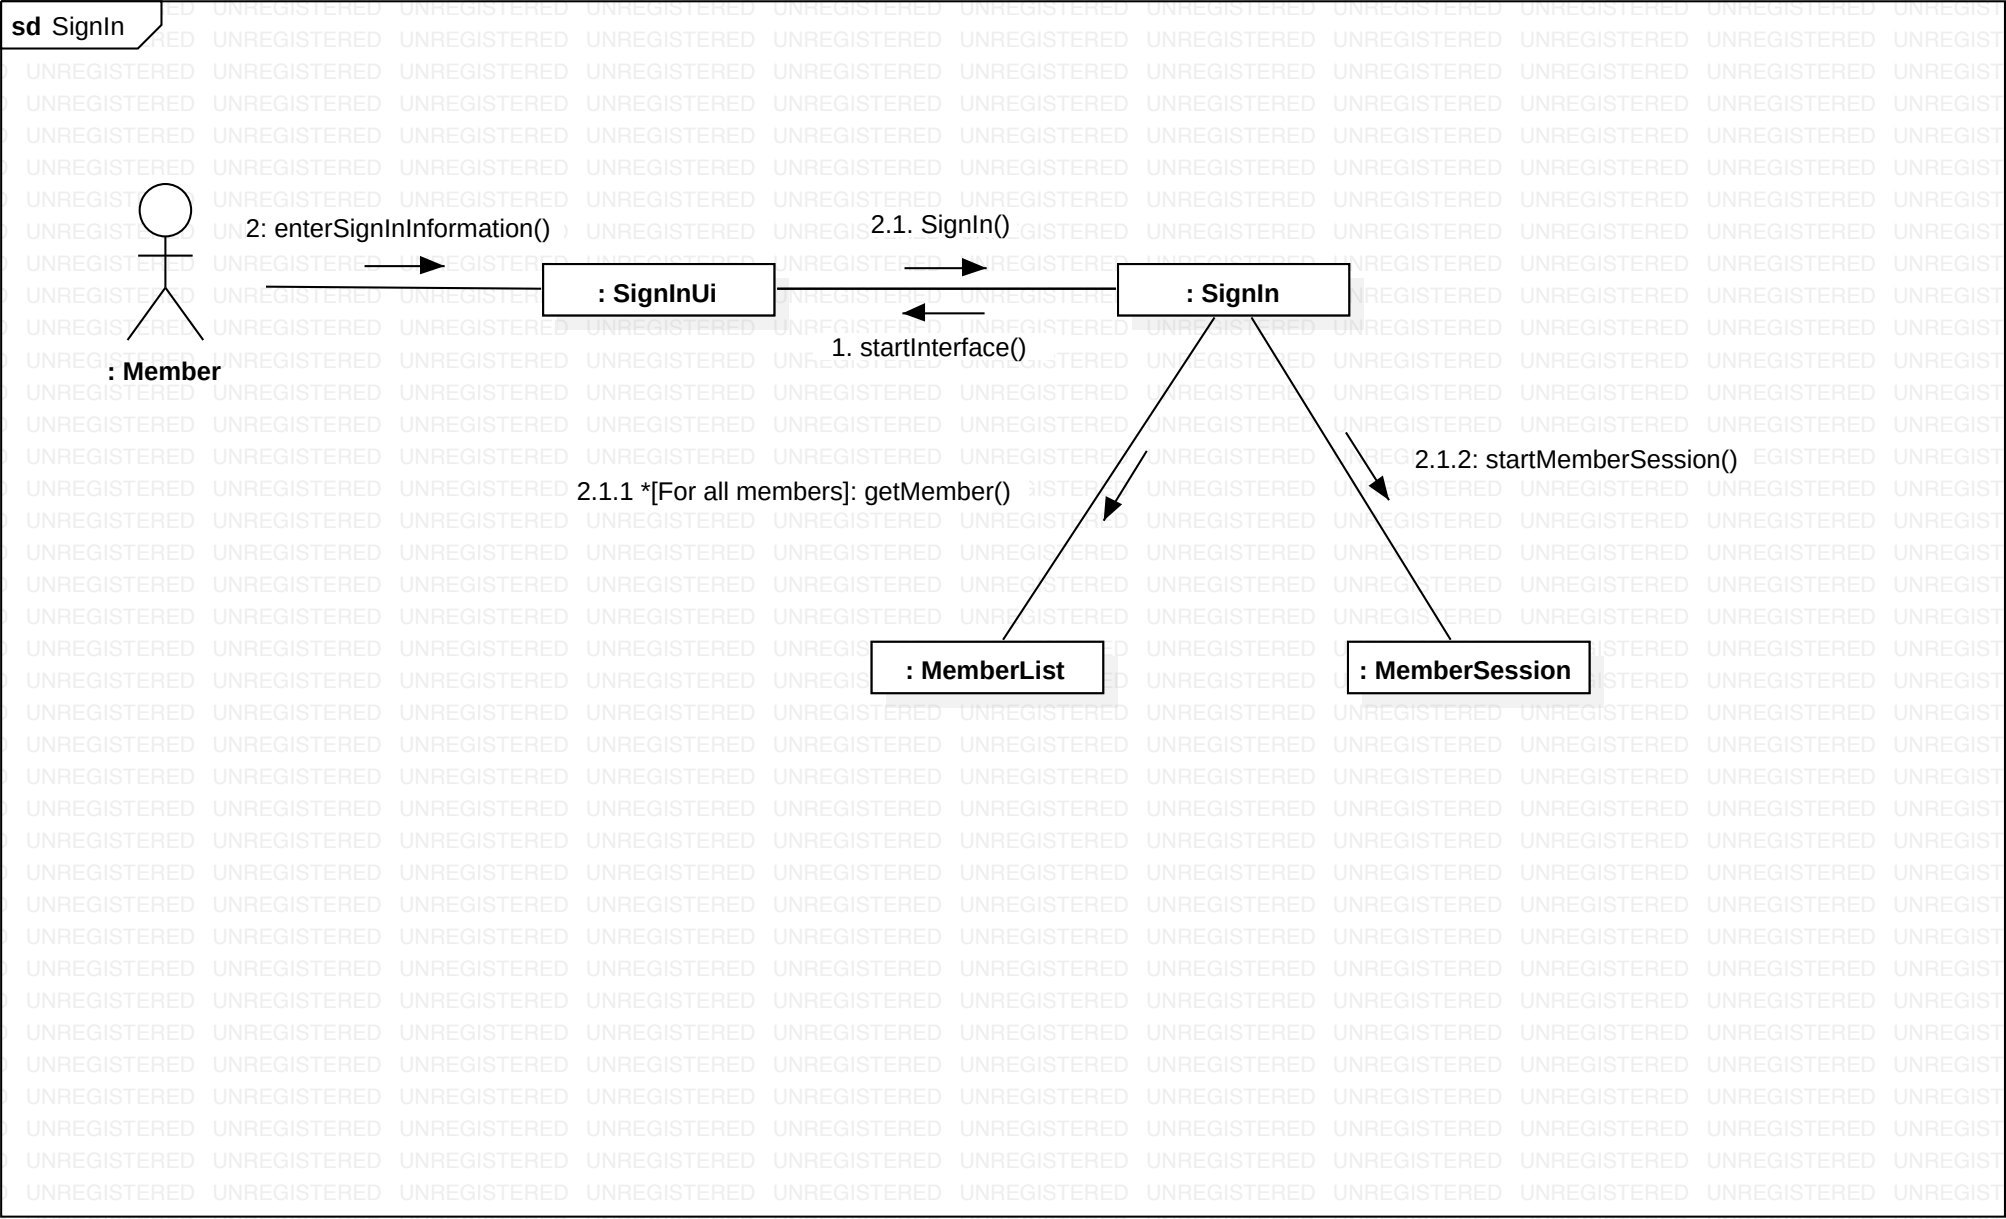 sd SignIn
2: enterSignInInformation()
2.1. SignIn()
: SignInUi
: SignIn
1. startInterface()
: Member
2.1.2: startMemberSession()
2.1.1 *[For all members]: getMember()
: MemberList
: MemberSession
UNREGISTERED